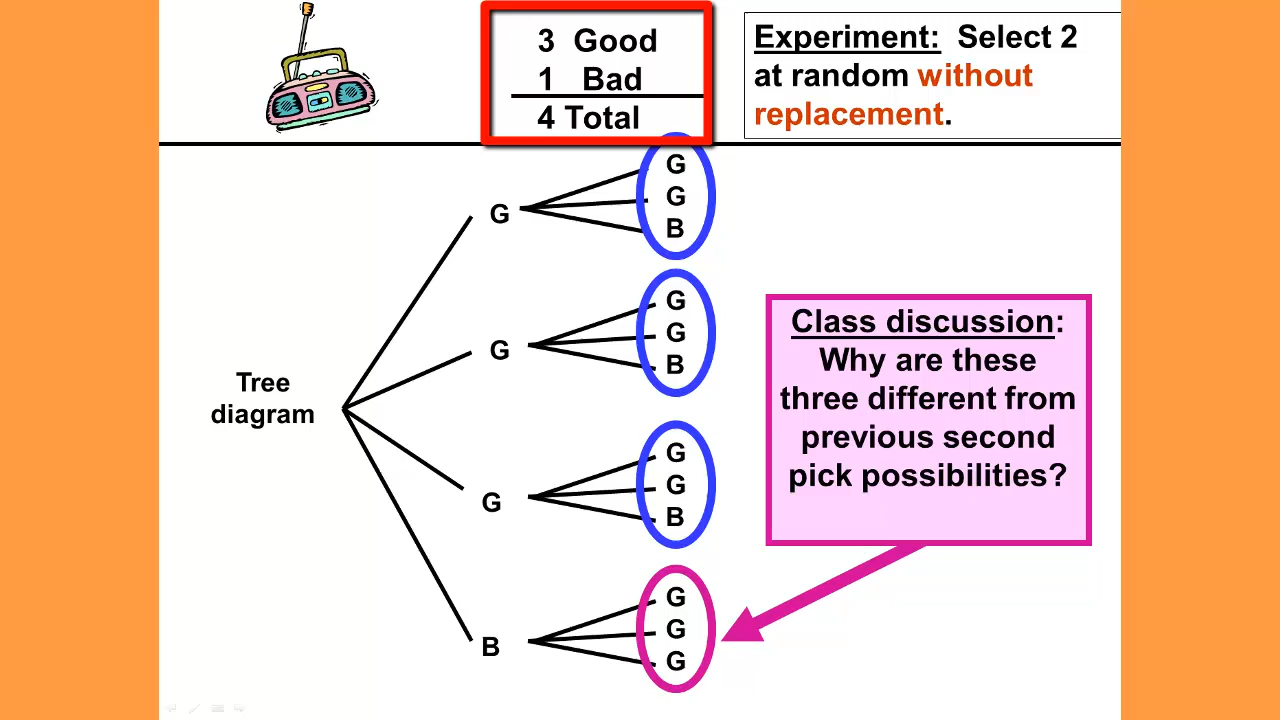 3 Good
1 Bad
4 Total
Experiment: Select 2
at random without
replacement.
Tree
diagram
G
G
G
B
G
G
G
B
G
G
G
B
B
G
G
G
Class discussion:
Why are these
three different from
previous second
pick possibilities?